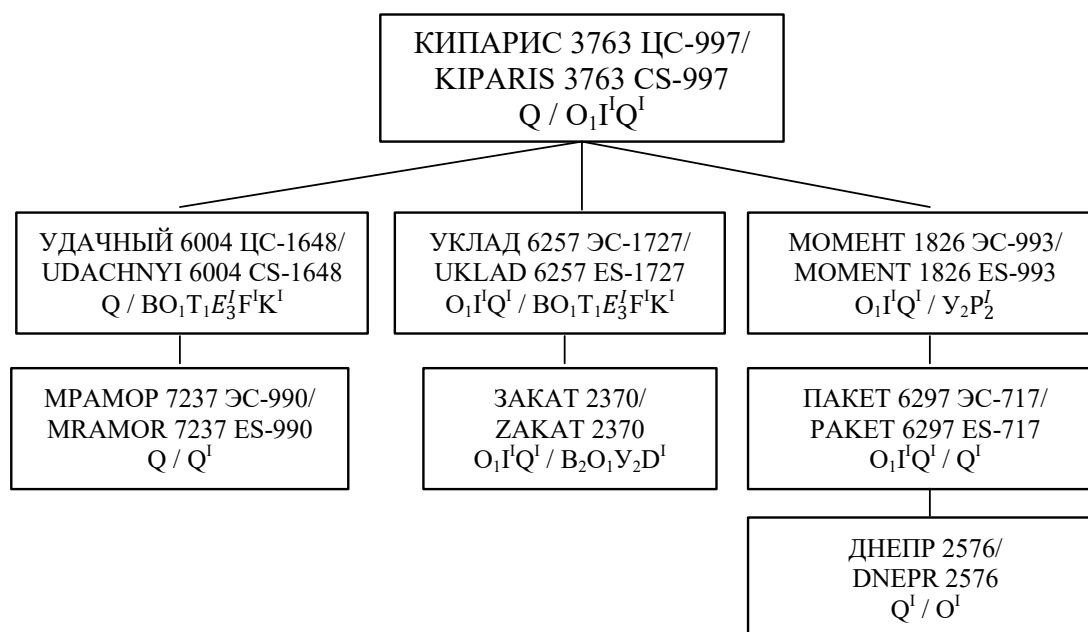 КИПАРИС 3763 ЦС-997/
KIPARIS 3763 CS-997
Q / O₁IᴵQᴵ
УДАЧНЫЙ 6004 ЦС-1648/
UDACHNYI 6004 CS-1648
Q / BO₁T₁E₃ᴵFᴵKᴵ
УКЛАД 6257 ЭС-1727/
UKLAD 6257 ES-1727
O₁IᴵQᴵ / BO₁T₁E₃ᴵFᴵKᴵ
МОМЕНТ 1826 ЭС-993/
MOMENT 1826 ES-993
O₁IᴵQᴵ / У₂P₂ᴵ
МРАМОР 7237 ЭС-990/
MRAMOR 7237 ES-990
Q / Qᴵ
ЗАКАТ 2370/
ZAKAT 2370
O₁IᴵQᴵ / B₂O₁У₂Dᴵ
ПАКЕТ 6297 ЭС-717/
PAKET 6297 ES-717
O₁IᴵQᴵ / Qᴵ
ДНЕПР 2576/
DNEPR 2576
Qᴵ / Oᴵ